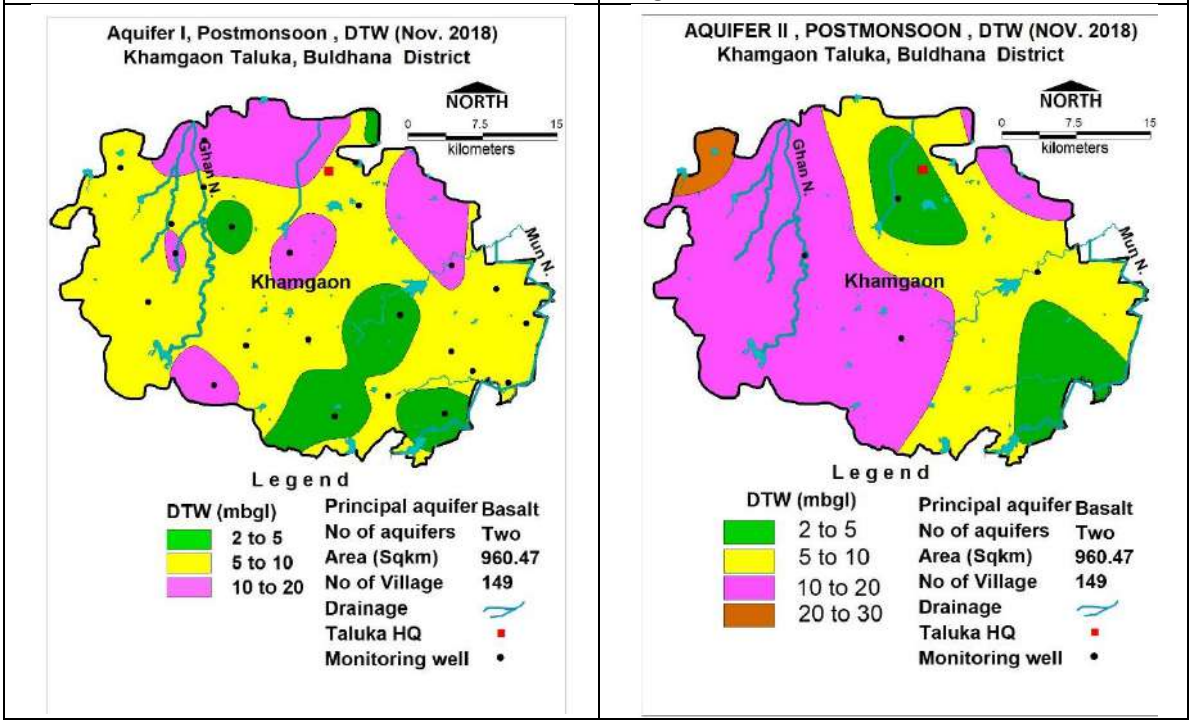 Aquifer I, Postmonsoon , DTW (Nov. 2018)
Khamgaon Taluka, Buldhana District
NORTH
0 7.5 15
kilometers
Ghan N.
Mun N.
Khamgaon
Legend
DTW (mbgl)
2 to 5
5 to 10
10 to 20
Principal aquifer Basalt
No of aquifers Two
Area (Sqkm) 960.47
No of Village 149
Drainage
Taluka HQ
Monitoring well
AQUIFER II , POSTMONSOON , DTW (NOV. 2018)
Khamgaon Taluka, Buldhana District
NORTH
0 7.5 15
kilometers
Ghan N.
Mun N.
Khamgaon
Legend
DTW (mbgl)
2 to 5
5 to 10
10 to 20
20 to 30
Principal aquifer Basalt
No of aquifers Two
Area (Sqkm) 960.47
No of Village 149
Drainage
Taluka HQ
Monitoring well